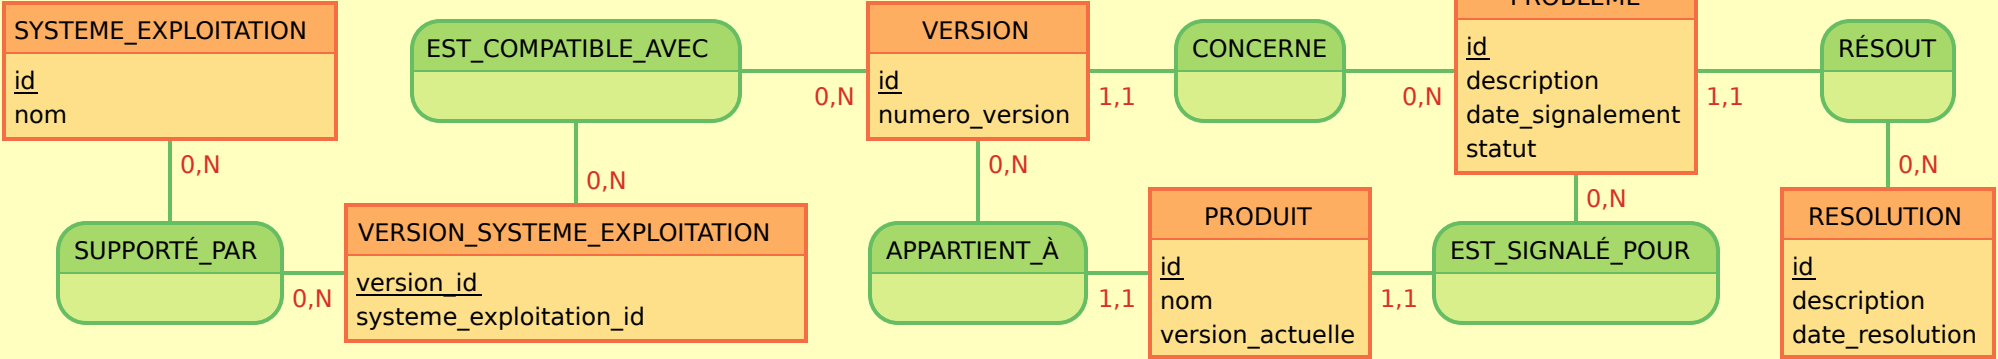 SYSTEME_EXPLOITATION
id
nom
0,N
SUPPORTÉ_PAR
0,N
EST_COMPATIBLE_AVEC
0,N
0,N
VERSION_SYSTEME_EXPLOITATION
version_id
systeme_exploitation_id
VERSION
id
numero_version
1,1
0,N
APPARTIENT_À
1,1
CONCERNE
0,N
PRODUIT
id
nom
version_actuelle
1,1
PROBLEME
id
description
date_signalement
statut
1,1
0,N
EST_SIGNALÉ_POUR
RÉSOUT
0,N
RESOLUTION
id
description
date_resolution